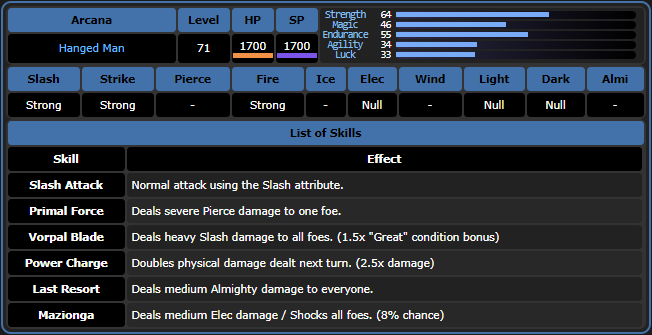 Arcana Level HP SP
Hanged Man 71 1700 1700
Strength 64
Magic 46
Endurance 55
Agility 34
Luck 33
Slash Strike Pierce Fire Ice Elec Wind Light Dark Almi
Strong Strong - Strong - Null - Null Null -
List of Skills
Skill Effect
Slash Attack Normal attack using the Slash attribute.
Primal Force Deals severe Pierce damage to one foe.
Vorpal Blade Deals heavy Slash damage to all foes. (1.5x "Great" condition bonus)
Power Charge Doubles physical damage dealt next turn. (2.5x damage)
Last Resort Deals medium Almighty damage to everyone.
Mazionga Deals medium Elec damage / Shocks all foes. (8% chance)